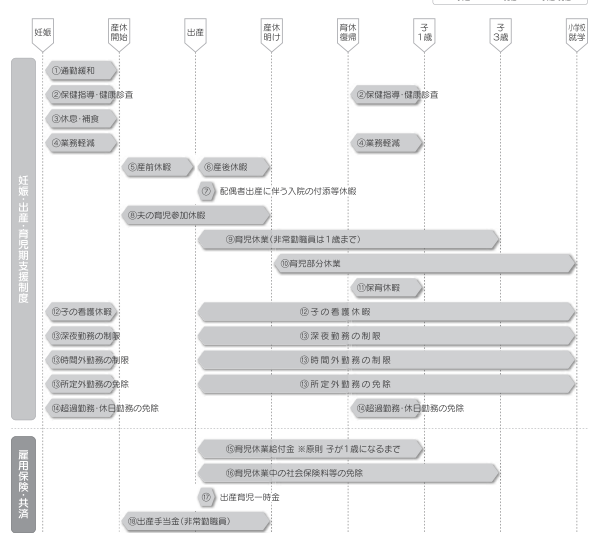 妊娠
産休
開始
出産
産休
明け
育休
復帰
子
1歳
子
3歳
小学校
就学
妊娠・出産・育児期支援制度
①通勤緩和
②保健指導・健康診査
②保健指導・健康診査
③休息・補食
④業務軽減
④業務軽減
⑤産前休暇
⑥産後休暇
⑦ 配偶者出産に伴う入院の付添等休暇
⑧夫の育児参加休暇
⑨育児休業(非常勤職員は1歳まで)
⑩育児部分休業
⑪保育休暇
⑫子の看護休暇
⑫子の看護休暇
⑬深夜勤務の制限
⑬深夜勤務の制限
⑬時間外勤務の制限
⑬時間外勤務の制限
⑬所定外勤務の免除
⑬所定外勤務の免除
⑭超過勤務・休日勤務の免除
⑭超過勤務・休日勤務の免除
雇用保険・共済
⑮育児休業給付金 ※原則 子が1歳になるまで
⑯育児休業中の社会保険料等の免除
⑰ 出産育児一時金
⑱出産手当金(非常勤職員)